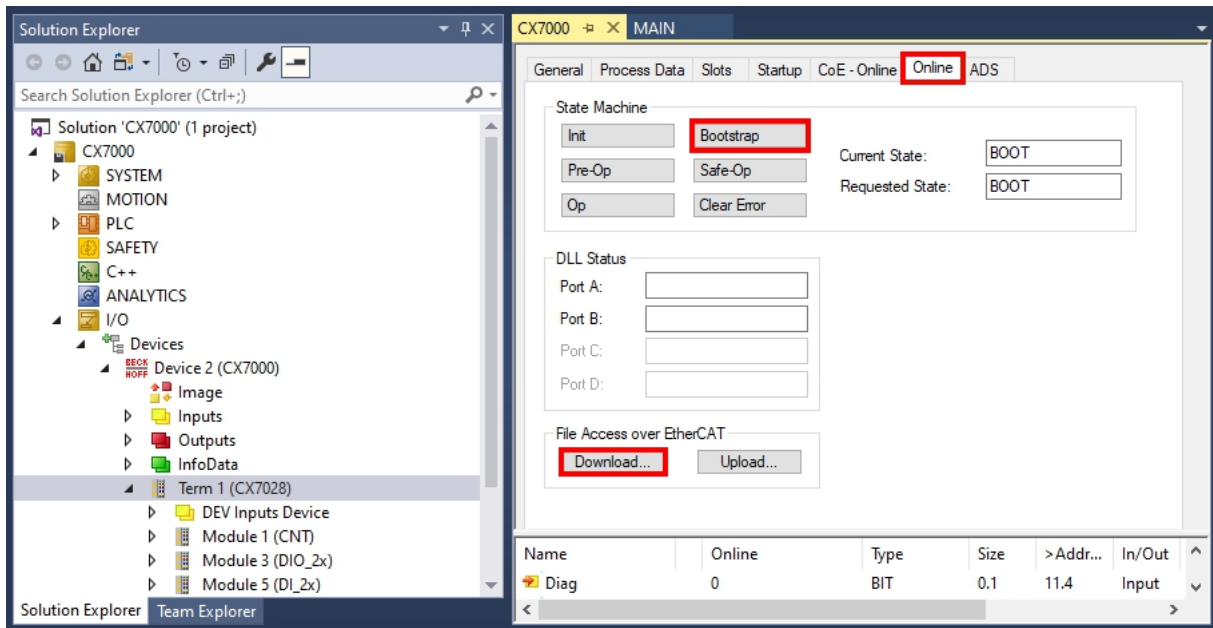 Solution Explorer
Search Solution Explorer (Ctrl+;)
Solution 'CX7000' (1 project)
CX7000
SYSTEM
MOTION
PLC
SAFETY
C++
ANALYTICS
I/O
Devices
BECK
HOFF
Device 2 (CX7000)
Image
Inputs
Outputs
InfoData
Term 1 (CX7028)
DEV Inputs Device
Module 1 (CNT)
Module 3 (DIO_2x)
Module 5 (DI_2x)
Solution Explorer Team Explorer
CX7000 MAIN
General Process Data Slots Startup CoE - Online Online ADS
State Machine
Init Bootstrap
Pre-Op Safe-Op
Op Clear Error
Current State: BOOT
Requested State: BOOT
DLL Status
Port A:
Port B:
Port C:
Port D:
File Access over EtherCAT
Download... Upload...
Name Online Type Size >Addr... In/Out
Diag 0 BIT 0.1 11.4 Input